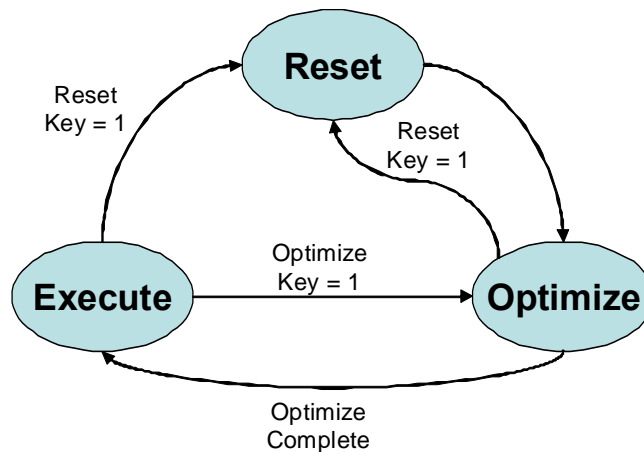 Reset
Reset
Key = 1
Reset
Key = 1
Optimize
Key = 1
Execute
Optimize
Optimize
Complete